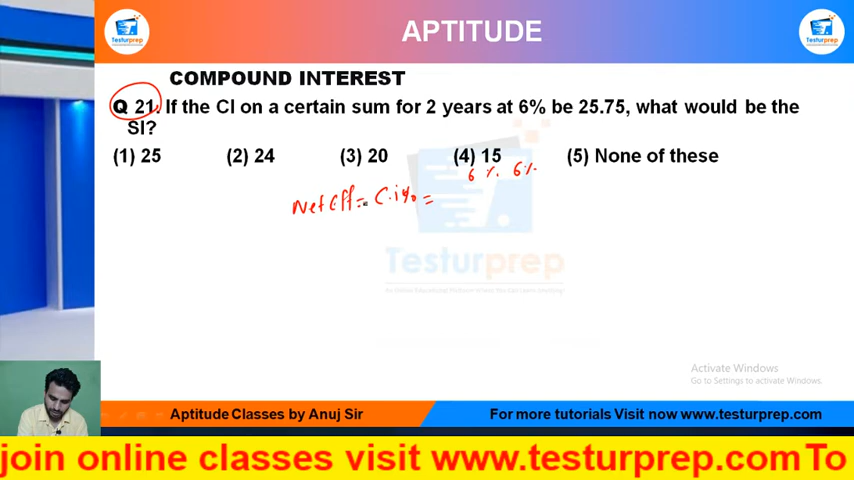 Testurprep
APTITUDE
Testurprep
COMPOUND INTEREST
Q 21. If the CI on a certain sum for 2 years at 6% be 25.75, what would be the
SI?
(1) 25 (2) 24 (3) 20 (4) 15 (5) None of these
6 % 6%
Net Eff = C.i% =
Testurprep
Activate Windows
Go to Settings to activate Windows.
Aptitude Classes by Anuj Sir For more tutorials Visit now www.testurprep.com
join online classes visit www.testurprep.comTo